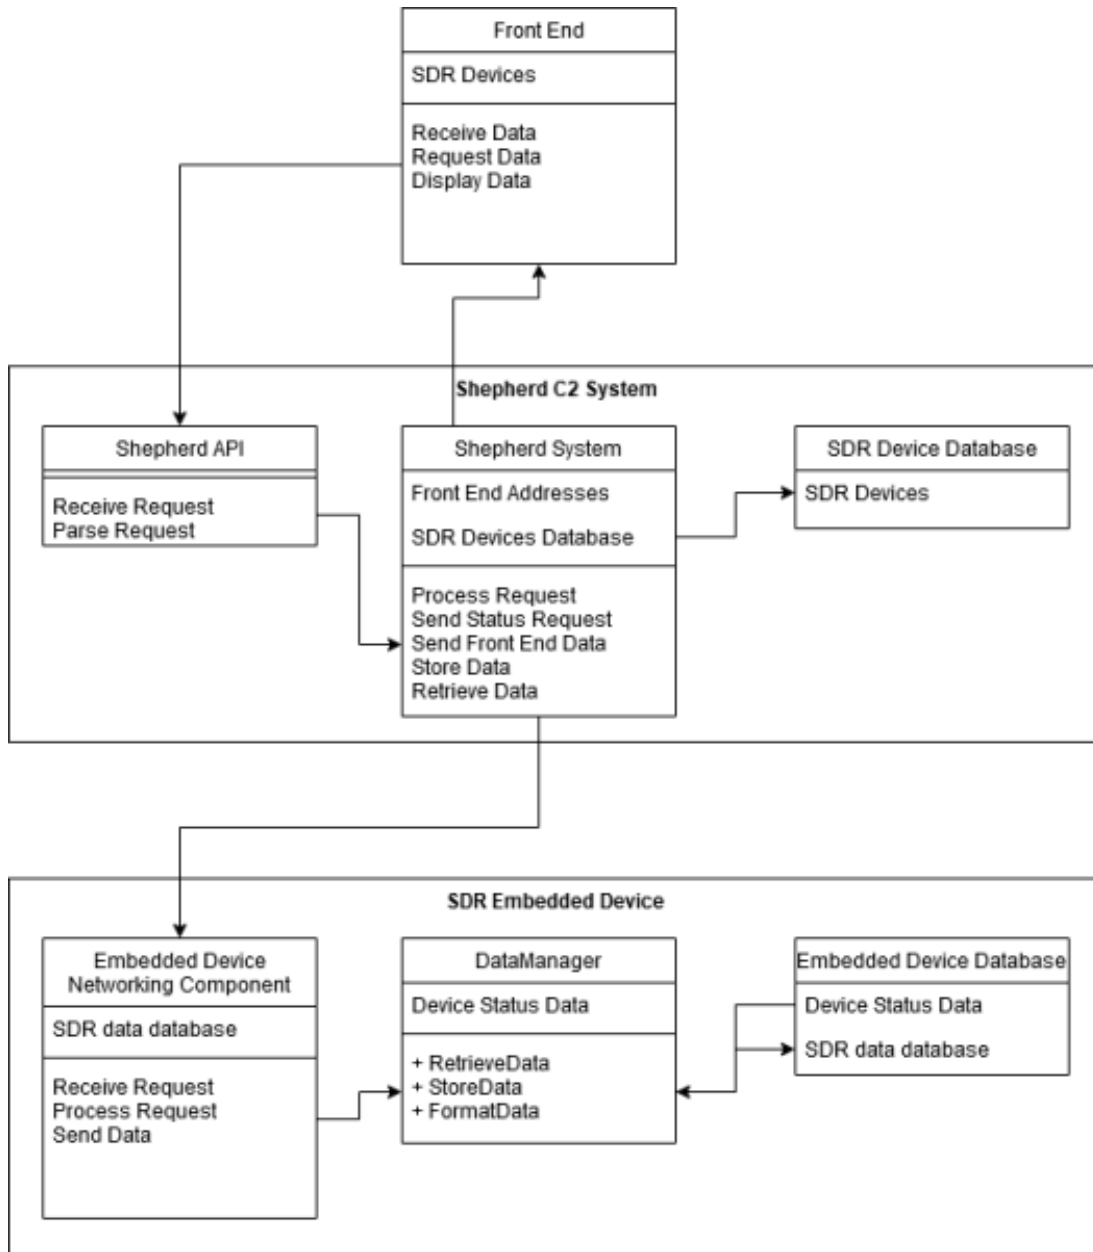 Front End
SDR Devices
Receive Data
Request Data
Display Data
Shepherd C2 System
Shepherd API
Receive Request
Parse Request
Shepherd System
Front End Addresses
SDR Devices Database
Process Request
Send Status Request
Send Front End Data
Store Data
Retrieve Data
SDR Device Database
SDR Devices
SDR Embedded Device
Embedded Device
Networking Component
SDR data database
Receive Request
Process Request
Send Data
DataManager
Device Status Data
+ RetrieveData
+ StoreData
+ FormatData
Embedded Device Database
Device Status Data
SDR data database